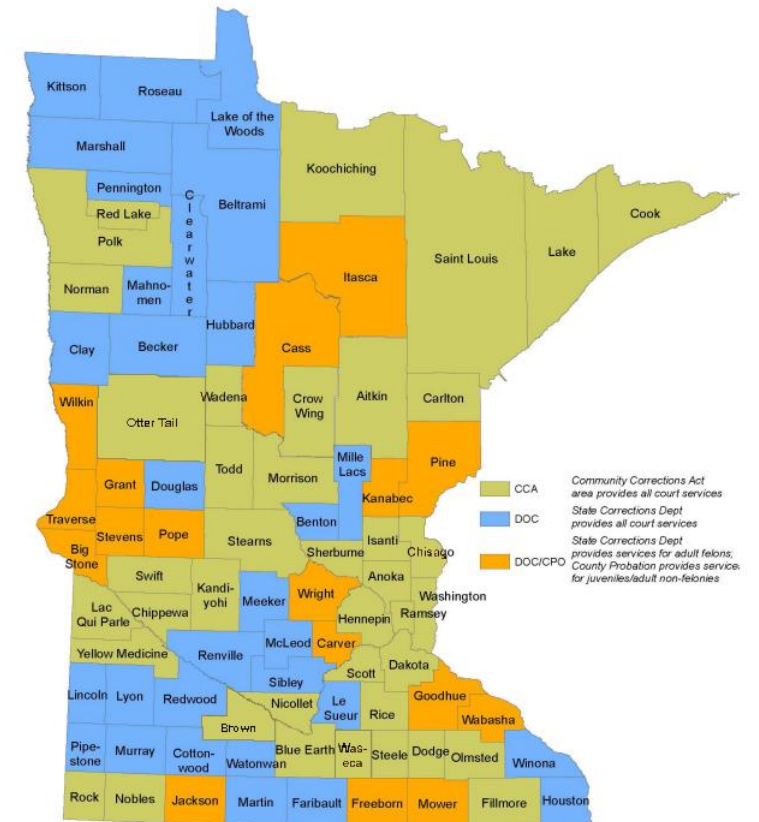 Kittson
Roseau
Lake of the
Woods
Marshall
Koochiching
Pennington
Clearwater
Beltrami
Red Lake
Cook
Polk
Saint Louis
Lake
Itasca
Norman
Mahno-
men
Hubbard
Clay
Becker
Cass
Wilkin
Wadena
Crow
Wing
Aitkin
Carlton
Otter Tail
Mille
Lacs
Pine
Todd
Morrison
Grant
Douglas
Kanabec
CCA
Community Corrections Act
area provides all court services
DOC
State Corrections Dept
provides all court services
DOC/CPO
State Corrections Dept
provides services for adult felons;
County Probation provides service
for juveniles/adult non-felonies
Traverse
Stevens
Pope
Benton
Stearns
Isanti
Big
Stone
Sherburne
Chisago
Swift
Kandi-
yohi
Anoka
Meeker
Wright
Washington
Lac
Qui Parle
Chippewa
Hennepin
Ramsey
Yellow Medicine
Renville
McLeod
Carver
Scott
Dakota
Sibley
Lincoln
Lyon
Redwood
Nicollet
Le
Sueur
Rice
Goodhue
Wabasha
Brown
Pipe-
stone
Murray
Cotton-
wood
Watonwan
Blue Earth
Was-
eca
Steele
Dodge
Olmsted
Winona
Rock
Nobles
Jackson
Martin
Faribault
Freeborn
Mower
Fillmore
Houston